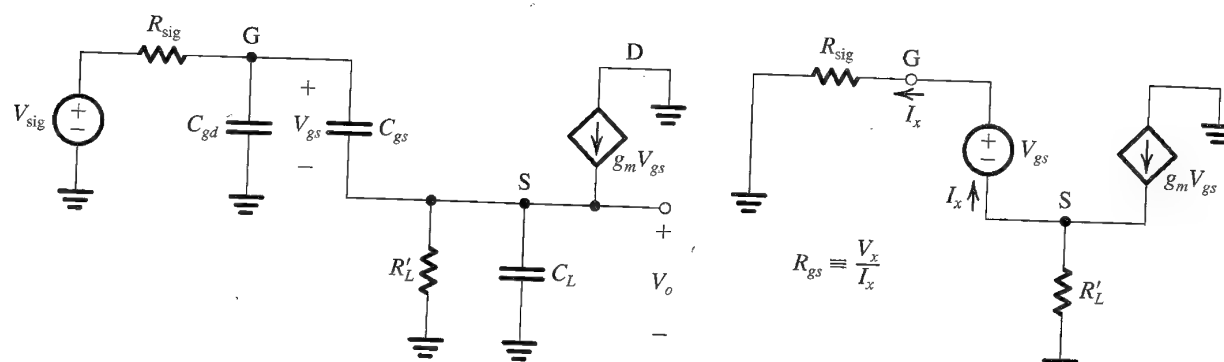 R_sig
G
D
V_sig
+
−
C_gd
+
V_gs
−
C_gs
g_m V_gs
S
R'_L
C_L
+
V_o
−
R_sig
G
I_x
+
−
V_gs
g_m V_gs
I_x
S
R_gs ≡ V_x / I_x
R'_L